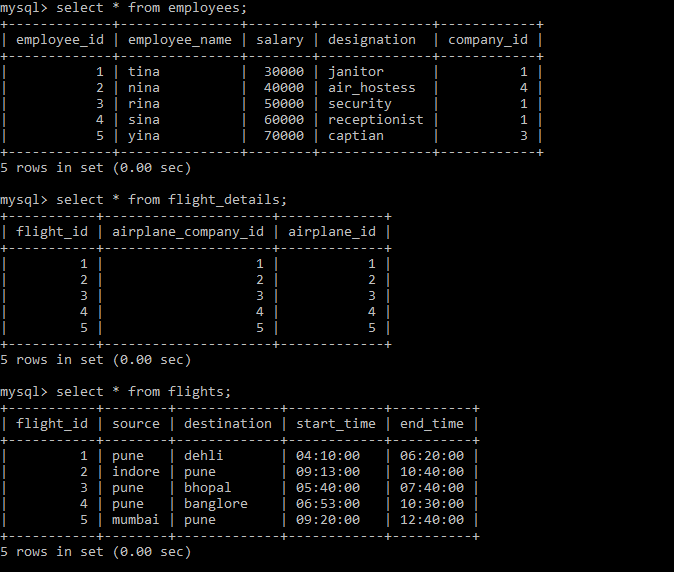 mysql> select * from employees;
+-------------+---------------+--------+--------------+------------+
| employee_id | employee_name | salary | designation  | company_id |
+-------------+---------------+--------+--------------+------------+
|           1 | tina          |  30000 | janitor      |          1 |
|           2 | nina          |  40000 | air_hostess  |          4 |
|           3 | rina          |  50000 | security     |          1 |
|           4 | sina          |  60000 | receptionist |          1 |
|           5 | yina          |  70000 | captian      |          3 |
+-------------+---------------+--------+--------------+------------+
5 rows in set (0.00 sec)
mysql> select * from flight_details;
+-----------+---------------------+-------------+
| flight_id | airplane_company_id | airplane_id |
+-----------+---------------------+-------------+
|         1 |                   1 |           1 |
|         2 |                   2 |           2 |
|         3 |                   3 |           3 |
|         4 |                   4 |           4 |
|         5 |                   5 |           5 |
+-----------+---------------------+-------------+
5 rows in set (0.00 sec)
mysql> select * from flights;
+-----------+--------+-------------+------------+----------+
| flight_id | source | destination | start_time | end_time |
+-----------+--------+-------------+------------+----------+
|         1 | pune   | dehli       | 04:10:00   | 06:20:00 |
|         2 | indore | pune        | 09:13:00   | 10:40:00 |
|         3 | pune   | bhopal      | 05:40:00   | 07:40:00 |
|         4 | pune   | banglore    | 06:53:00   | 10:30:00 |
|         5 | mumbai | pune        | 09:20:00   | 12:40:00 |
+-----------+--------+-------------+------------+----------+
5 rows in set (0.00 sec)